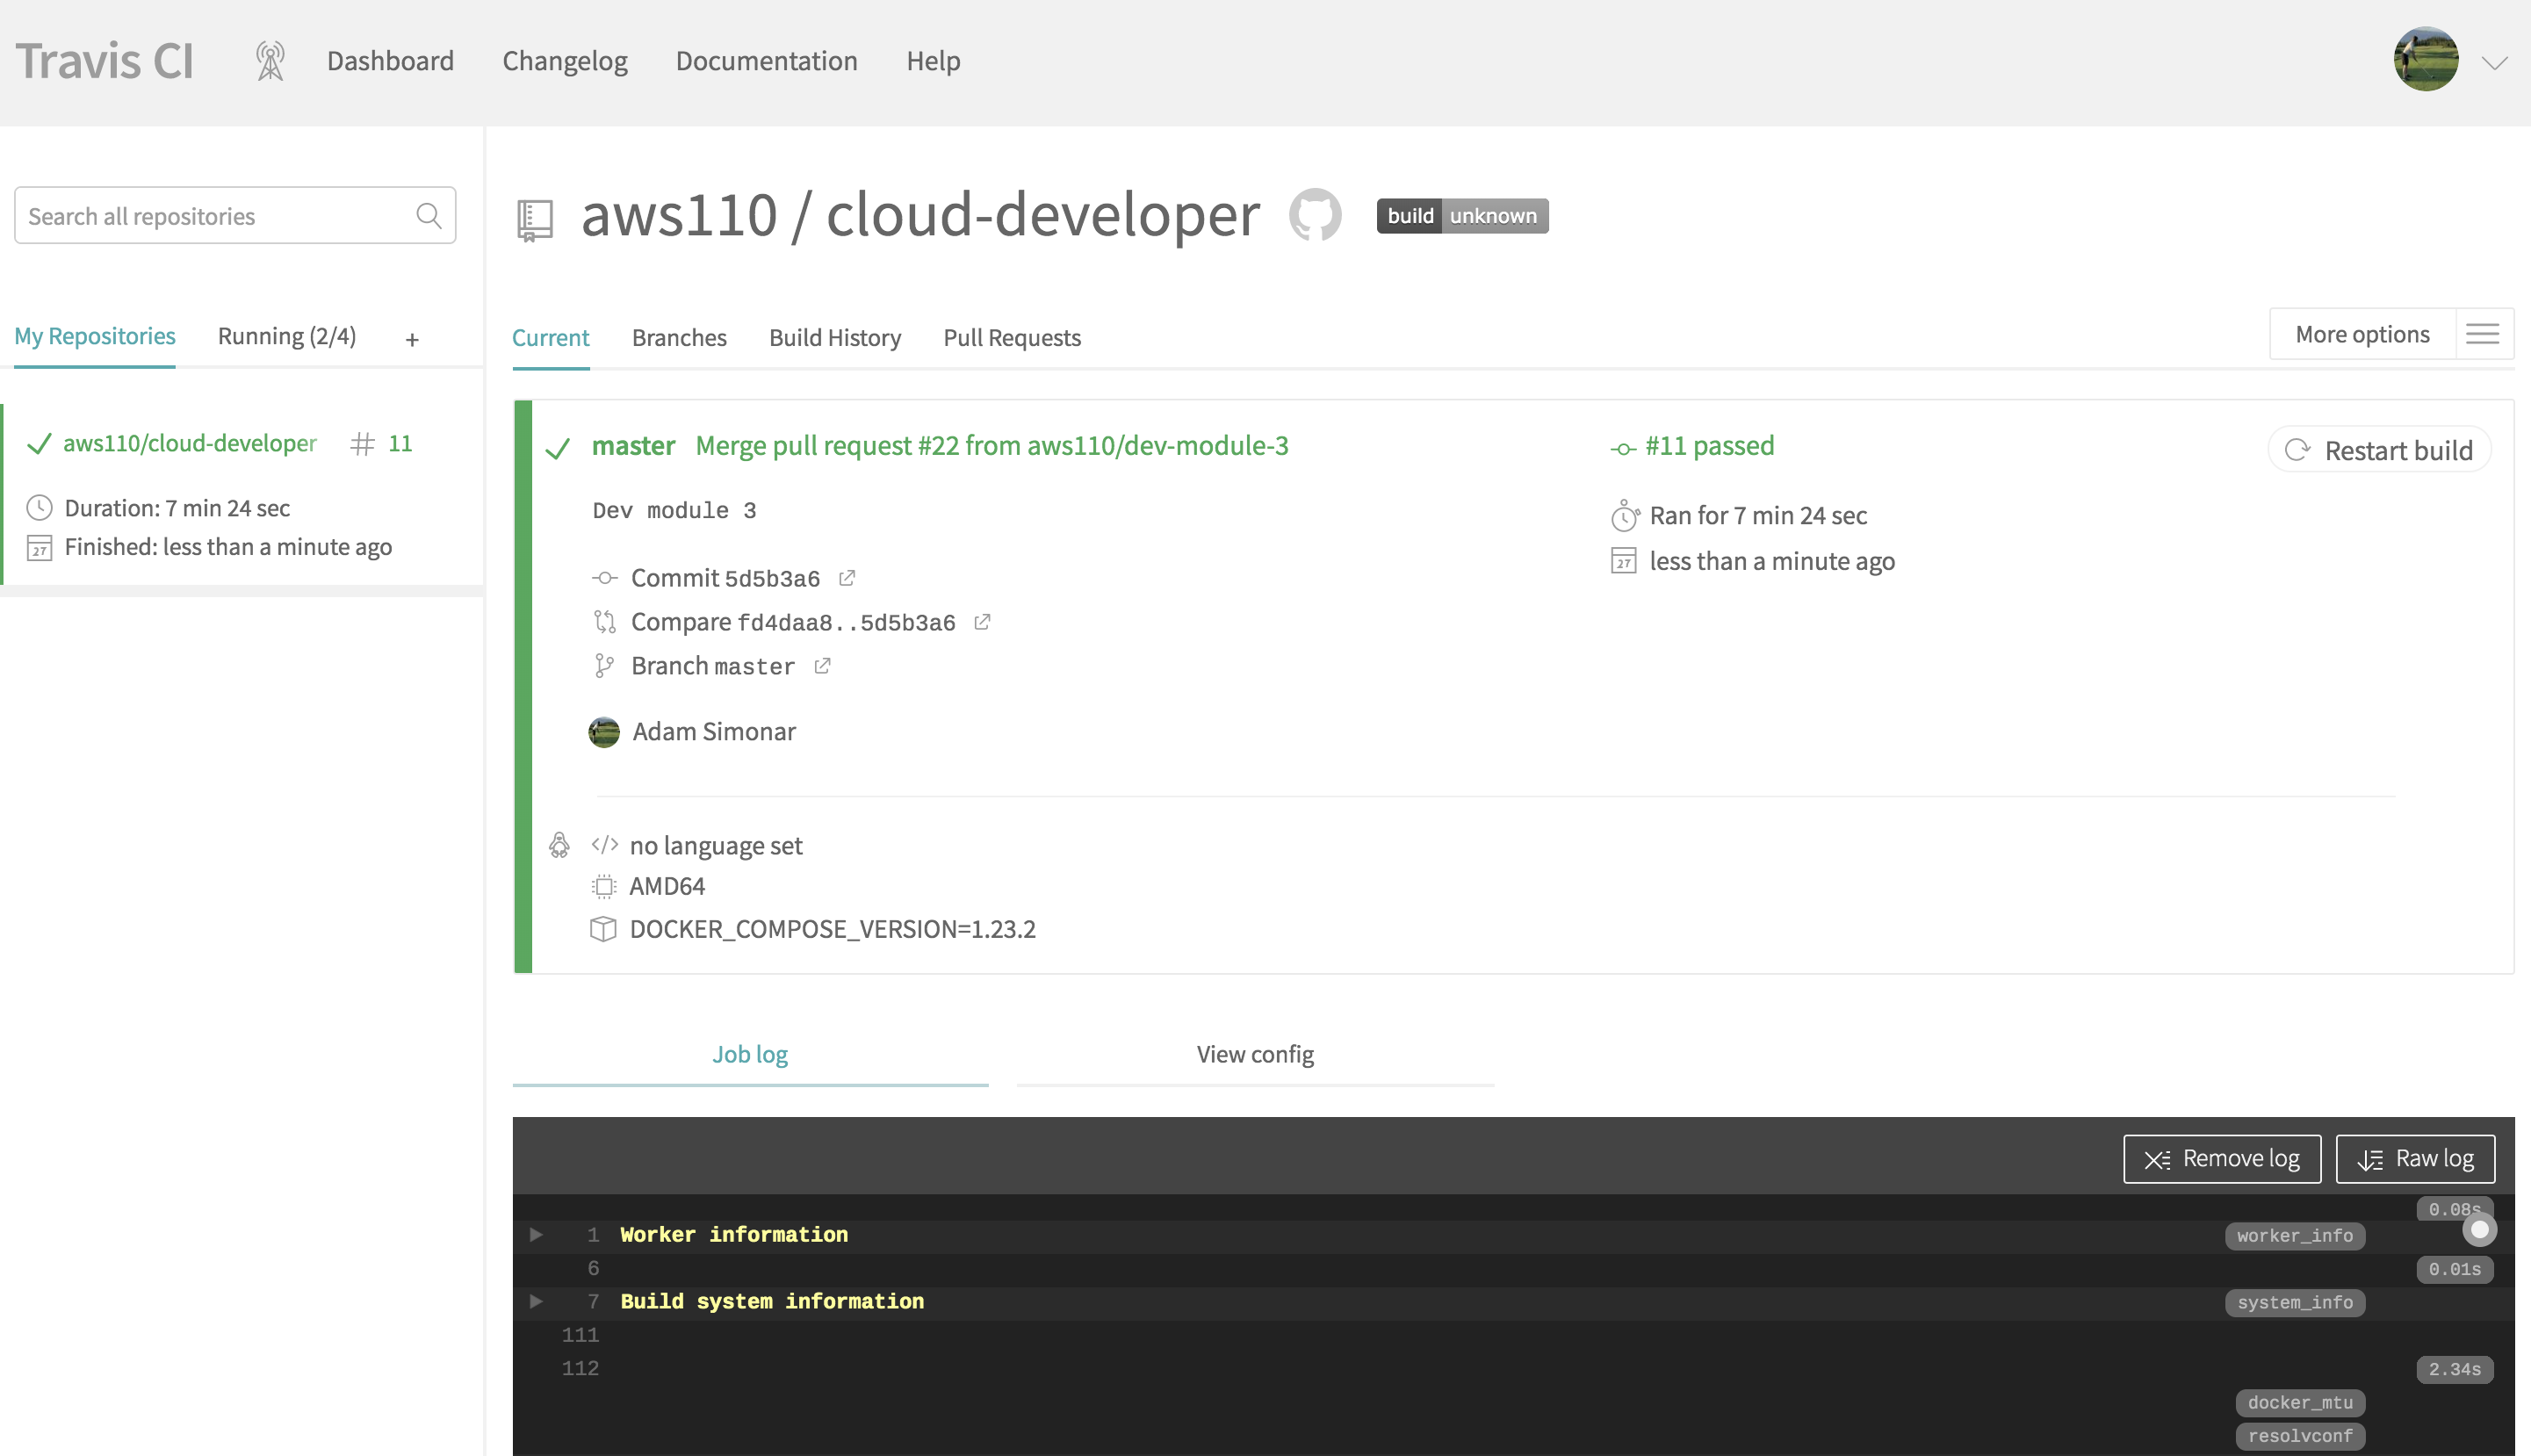 Travis CI Dashboard Changelog Documentation Help
Search all repositories
My Repositories Running (2/4) +
aws110/cloud-developer # 11
Duration: 7 min 24 sec
27 Finished: less than a minute ago
aws110 / cloud-developer build unknown
Current Branches Build History Pull Requests More options
master Merge pull request #22 from aws110/dev-module-3
Dev module 3
Commit 5d5b3a6
Compare fd4daa8..5d5b3a6
Branch master
Adam Simonar
#11 passed
Ran for 7 min 24 sec
27 less than a minute ago
Restart build
</> no language set
AMD64
DOCKER_COMPOSE_VERSION=1.23.2
Job log View config
Remove log Raw log
0.08s
1 Worker information worker_info
6 0.01s
7 Build system information system_info
111
112 2.34s
docker_mtu
resolvconf